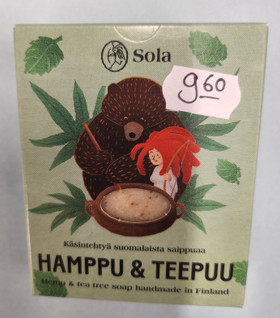 Sola
9.60
Käsintehtyä suomalaista saippuaa
HAMPPU & TEEPUU
Hemp & tea tree soap handmade in Finland